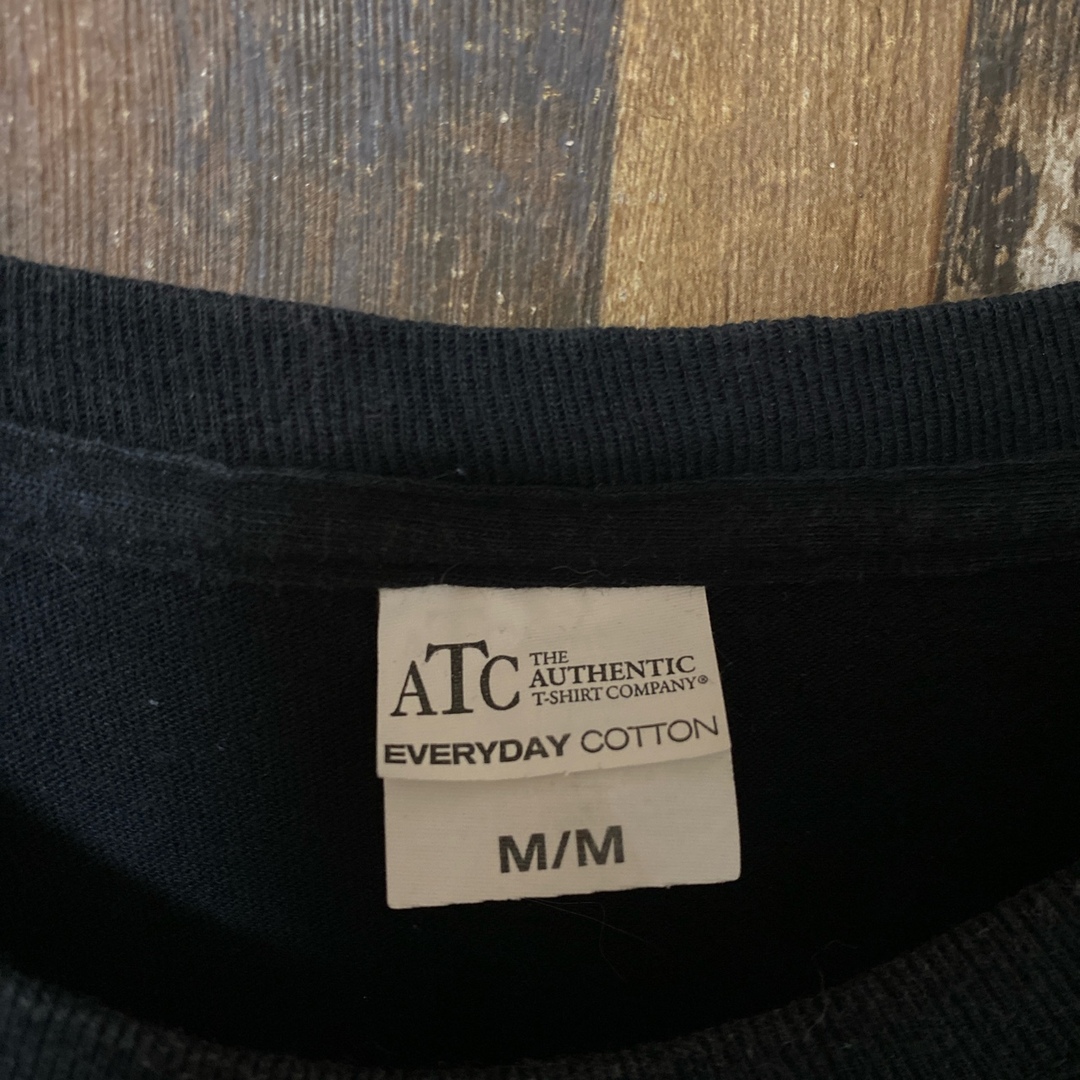 ATC THE
AUTHENTIC
T-SHIRT COMPANY®
EVERYDAY COTTON
M/M